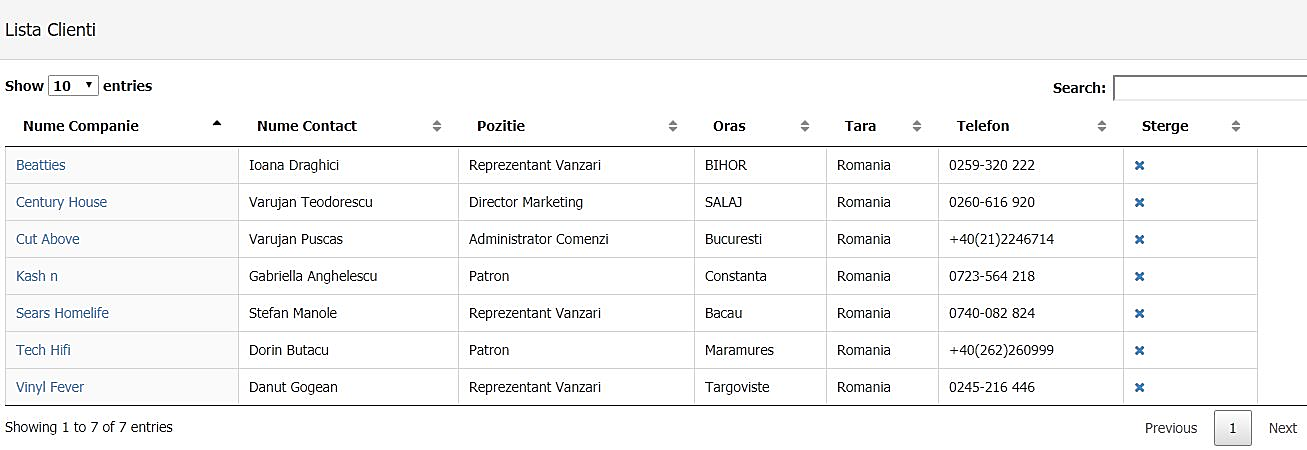 Lista Clienti
Show 10 entries Search:
Nume Companie Nume Contact Pozitie Oras Tara Telefon Sterge
Beatties Ioana Draghici Reprezentant Vanzari BIHOR Romania 0259-320 222
Century House Varujan Teodorescu Director Marketing SALAJ Romania 0260-616 920
Cut Above Varujan Puscas Administrator Comenzi Bucuresti Romania +40(21)2246714
Kash n Gabriella Anghelescu Patron Constanta Romania 0723-564 218
Sears Homelife Stefan Manole Reprezentant Vanzari Bacau Romania 0740-082 824
Tech Hifi Dorin Butacu Patron Maramures Romania +40(262)260999
Vinyl Fever Danut Gogean Reprezentant Vanzari Targoviste Romania 0245-216 446
Showing 1 to 7 of 7 entries Previous 1 Next